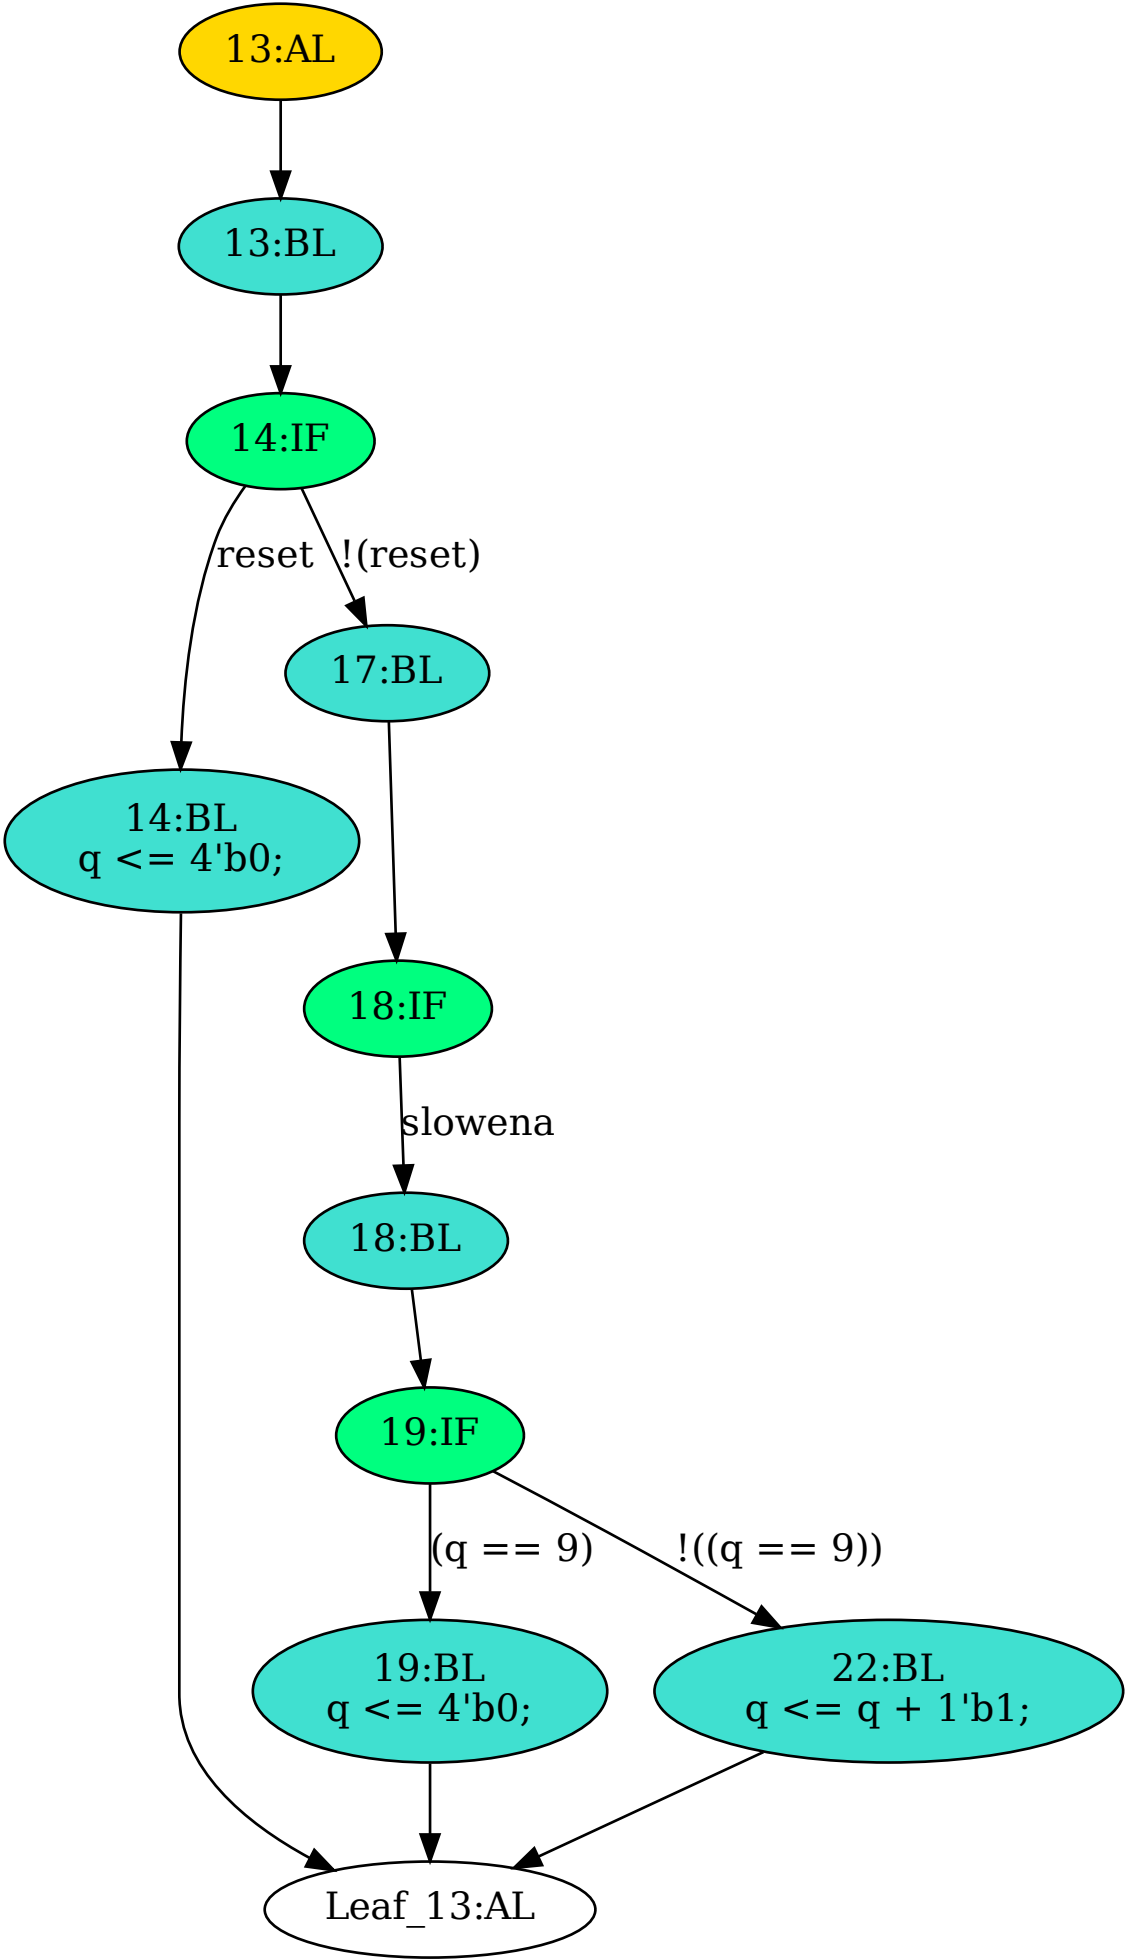 13:AL
13:BL
14:IF
reset
!(reset)
17:BL
14:BL
q <= 4'b0;
18:IF
slowena
18:BL
19:IF
(q == 9)
!((q == 9))
19:BL
q <= 4'b0;
22:BL
q <= q + 1'b1;
Leaf_13:AL